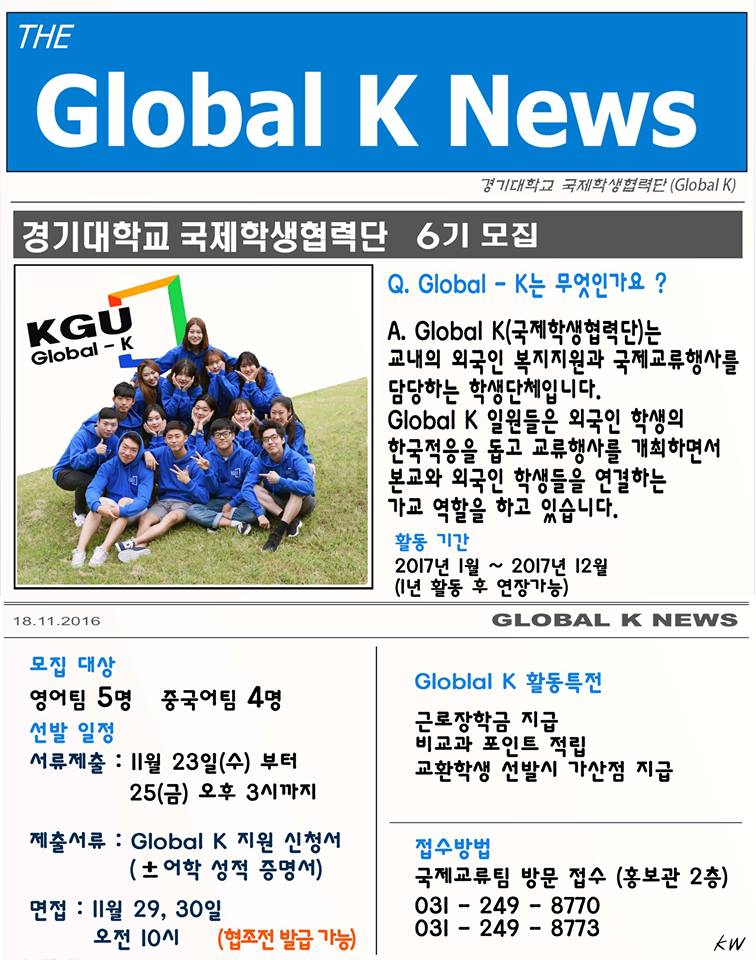 THE
Global K News
경기대학교 국제학생협력단 (Global K)
경기대학교 국제학생협력단 6기 모집
KGU
Global - K
Q. Global - K는 무엇인가요 ?
A. Global K(국제학생협력단)는
교내의 외국인 복지지원과 국제교류행사를
담당하는 학생단체입니다.
Global K 일원들은 외국인 학생의
한국적응을 돕고 교류행사를 개최하면서
본교와 외국인 학생들을 연결하는
가교 역할을 하고 있습니다.
활동 기간
2017년 1월 ~ 2017년 12월
(1년 활동 후 연장가능)
18.11.2016
GLOBAL K NEWS
모집 대상
영어팀 5명 중국어팀 4명
선발 일정
서류제출 : 11월 23일(수) 부터
25(금) 오후 3시까지
제출서류 : Global K 지원 신청서
(±어학 성적 증명서)
면접 : 11월 29, 30일
오전 10시 (협조전 발급 가능)
Globlal K 활동특전
근로장학금 지급
비교과 포인트 적립
교환학생 선발시 가산점 지급
접수방법
국제교류팀 방문 접수 (홍보관 2층)
031 - 249 - 8770
031 - 249 - 8773
KW